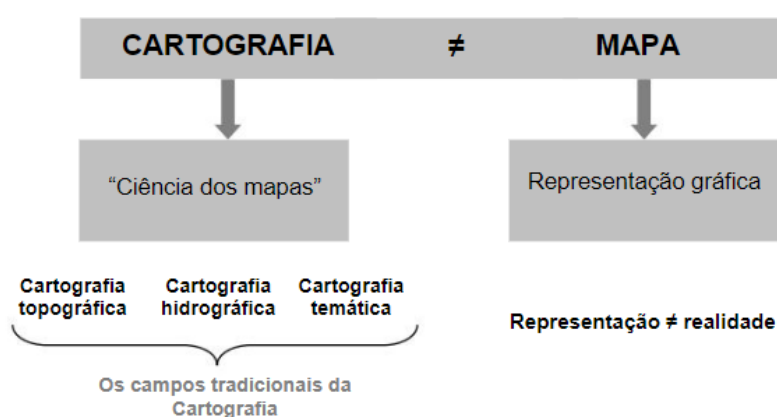 CARTOGRAFIA ≠ MAPA
“Ciência dos mapas”
Representação gráfica
Cartografia topográfica
Cartografia hidrográfica
Cartografia temática
Representação ≠ realidade
Os campos tradicionais da
Cartografia